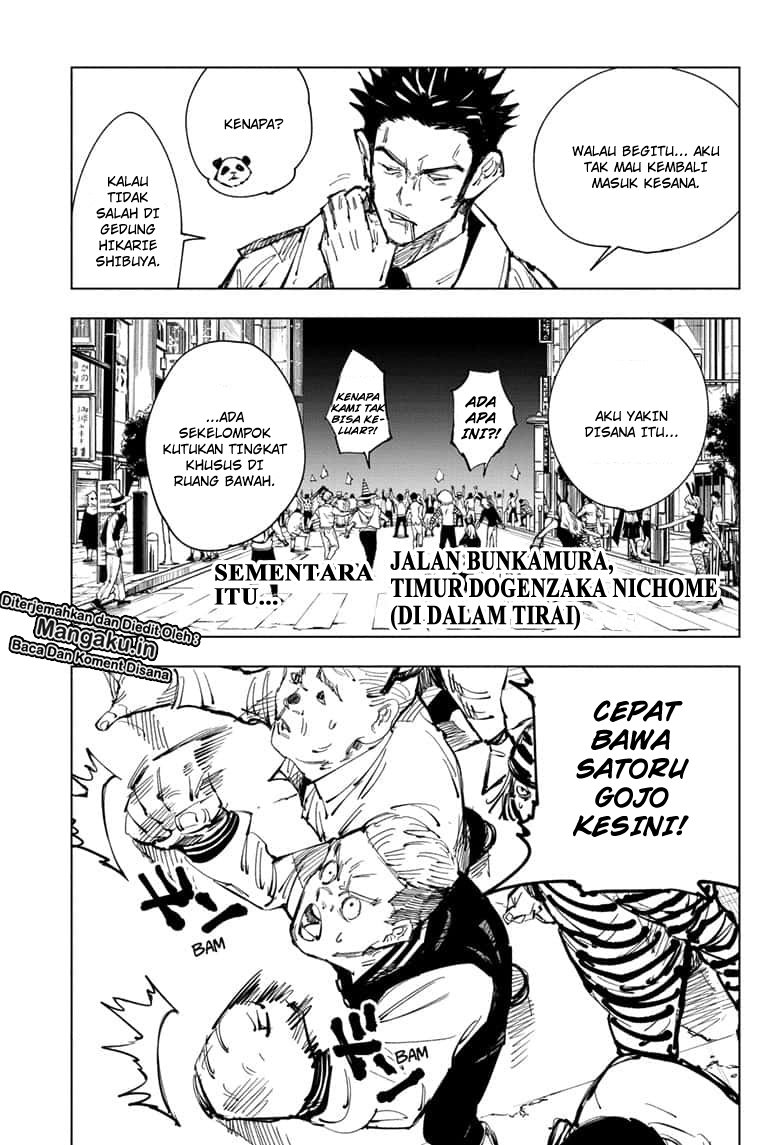 WALAU BEGITU... AKU
TAK MAU KEMBALI
MASUK KESANA.
KENAPA?
KALAU
TIDAK
SALAH DI
GEDUNG
HIKARIE
SHIBUYA.
AKU YAKIN
DISANA ITU...
ADA
APA
INI?!
KENAPA
KAMI TAK
BISA KE-
LUAR?!
...ADA
SEKELOMPOK
KUTUKAN TINGKAT
KHUSUS DI
RUANG BAWAH.
SEMENTARA
ITU...
JALAN BUNKAMURA,
TIMUR DOGENZAKA NICHOME
(DI DALAM TIRAI)
Diterjemahkan dan Diedit Oleh:
Mangaku.in
Baca Dan Koment Disana
CEPAT
BAWA
SATORU
GOJO
KESINI!
BAM
BAM